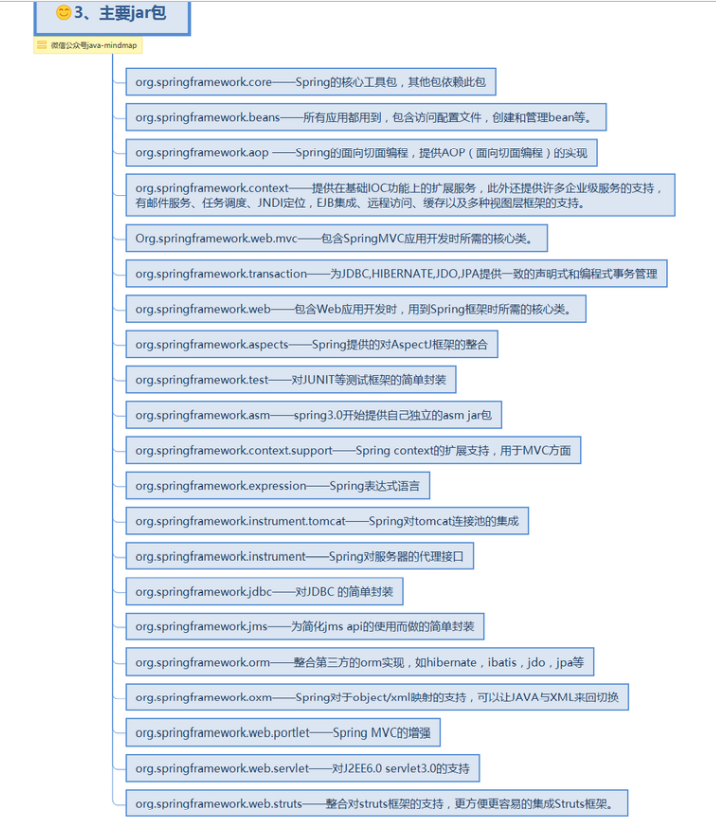 😊3、主要jar包
微信公众号java-mindmap
org.springframework.core——Spring的核心工具包，其他包依赖此包
org.springframework.beans——所有应用都用到，包含访问配置文件，创建和管理bean等。
org.springframework.aop ——Spring的面向切面编程，提供AOP（面向切面编程）的实现
org.springframework.context——提供在基础IOC功能上的扩展服务，此外还提供许多企业级服务的支持，
有邮件服务、任务调度、JNDI定位，EJB集成、远程访问、缓存以及多种视图层框架的支持。
Org.springframework.web.mvc——包含SpringMVC应用开发时所需的核心类。
org.springframework.transaction——为JDBC,HIBERNATE,JDO,JPA提供一致的声明式和编程式事务管理
org.springframework.web——包含Web应用开发时，用到Spring框架时所需的核心类。
org.springframework.aspects——Spring提供的对AspectJ框架的整合
org.springframework.test——对JUNIT等测试框架的简单封装
org.springframework.asm——spring3.0开始提供自己独立的asm jar包
org.springframework.context.support——Spring context的扩展支持，用于MVC方面
org.springframework.expression——Spring表达式语言
org.springframework.instrument.tomcat——Spring对tomcat连接池的集成
org.springframework.instrument——Spring对服务器的代理接口
org.springframework.jdbc——对JDBC 的简单封装
org.springframework.jms——为简化jms api的使用而做的简单封装
org.springframework.orm——整合第三方的orm实现，如hibernate，ibatis，jdo，jpa等
org.springframework.oxm——Spring对于object/xml映射的支持，可以让JAVA与XML来回切换
org.springframework.web.portlet——Spring MVC的增强
org.springframework.web.servlet——对J2EE6.0 servlet3.0的支持
org.springframework.web.struts——整合对struts框架的支持，更方便更容易的集成Struts框架。